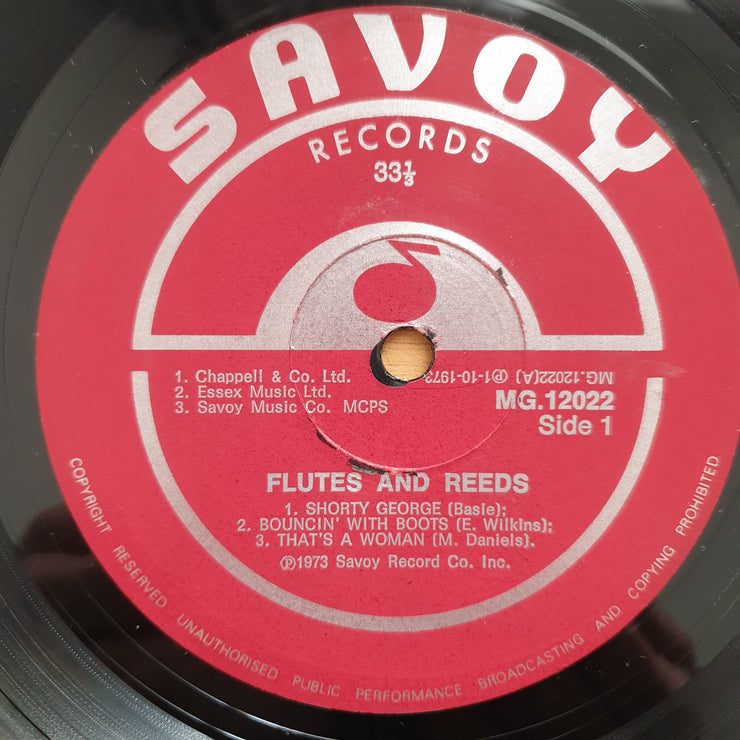 SAVOY
RECORDS
33⅓
1. Chappell & Co. Ltd.
2. Essex Music Ltd.
3. Savoy Music Co. MCPS
MG.12022(A) Ⓟ1-10-1973
MG.12022
Side 1
FLUTES AND REEDS
1. SHORTY GEORGE (Basie);
2. BOUNCIN' WITH BOOTS (E. Wilkins);
3. THAT'S A WOMAN (M. Daniels).
Ⓟ1973 Savoy Record Co. Inc.
COPYRIGHT RESERVED UNAUTHORISED PUBLIC PERFORMANCE BROADCASTING AND COPYING PROHIBITED